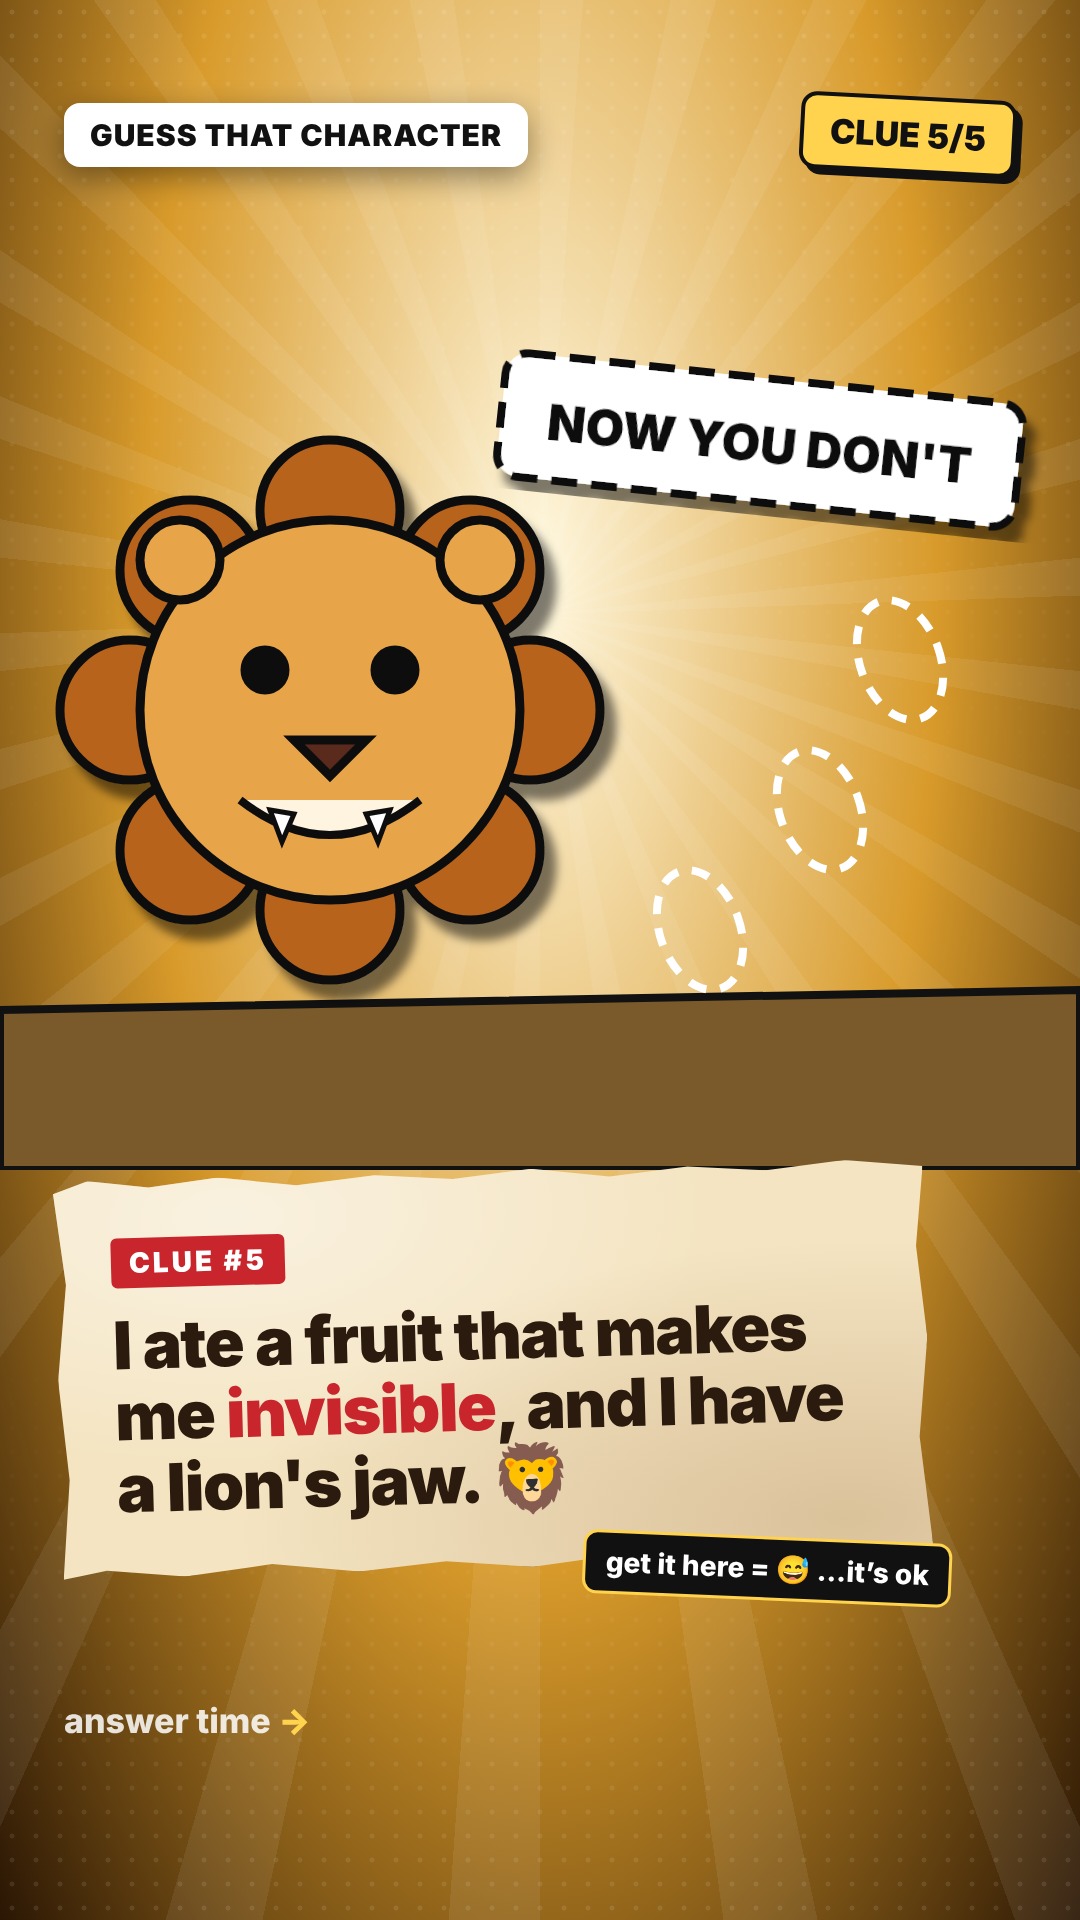 GUESS THAT CHARACTER
CLUE 5/5
NOW YOU DON'T
CLUE #5
I ate a fruit that makes
me invisible, and I have
a lion's jaw. 🦁
get it here = 😅 ...it’s ok
answer time →